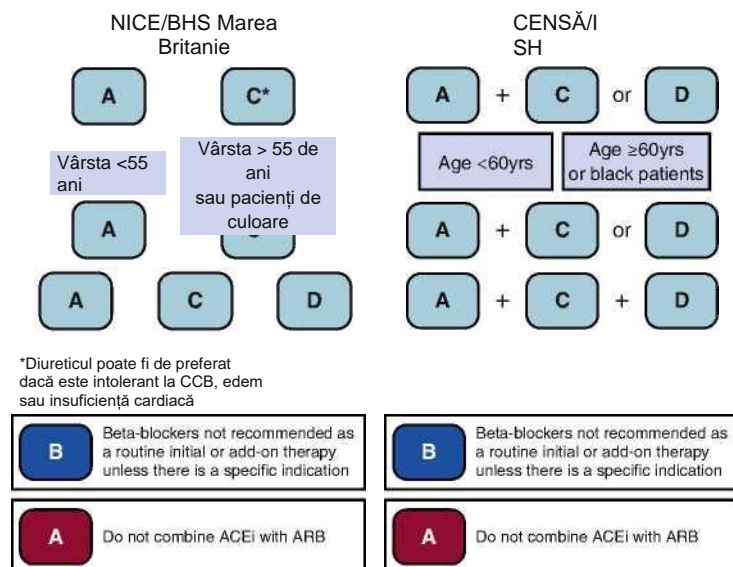 NICE/BHS Marea
Britanie
A
C*
Vârsta <55
ani
Vârsta > 55 de
ani
sau pacienți de
culoare
A
A
C
D
*Diureticul poate fi de preferat
dacă este intolerant la CCB, edem
sau insuficiență cardiacă
B
Beta-blockers not recommended as
a routine initial or add-on therapy
unless there is a specific indication
A
Do not combine ACEi with ARB
CENSĂ/I
SH
A + C or D
Age <60yrs
Age ≥60yrs
or black patients
A + C or D
A + C + D
B
Beta-blockers not recommended as
a routine initial or add-on therapy
unless there is a specific indication
A
Do not combine ACEi with ARB